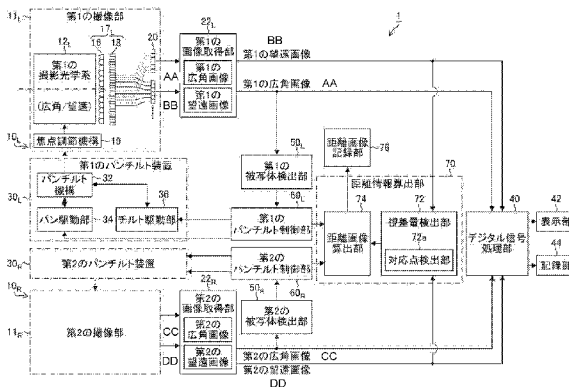 1
11L
第1の撮像部
12L
第1の
撮影光学系
(広角/望遠)
17L
16
18
20
AA
BB
10L
焦点調節機構
19
22L
第1の
画像取得部
第1の
広角画像
第1の
望遠画像
BB
第1の望遠画像
第1の広角画像 AA
第1のパンチルト装置
30L
パンチルト
機構
32
パン駆動部
34
チルト駆動部
36
50L
第1の
被写体検出部
60L
第1の
パンチルト制御部
距離画像
記録部
76
距離情報算出部
70
74
距離画像
算出部
72
視差量検出部
72a
対応点検出部
40
デジタル信号
処理部
42
表示部
44
記録部
30R
第2のパンチルト装置
第2の
パンチルト制御部
60R
50R
第2の
被写体検出部
10R
11R
第2の撮像部
CC
DD
22R
第2の
画像取得部
第2の
広角画像
第2の
望遠画像
第2の広角画像 CC
第2の望遠画像
DD